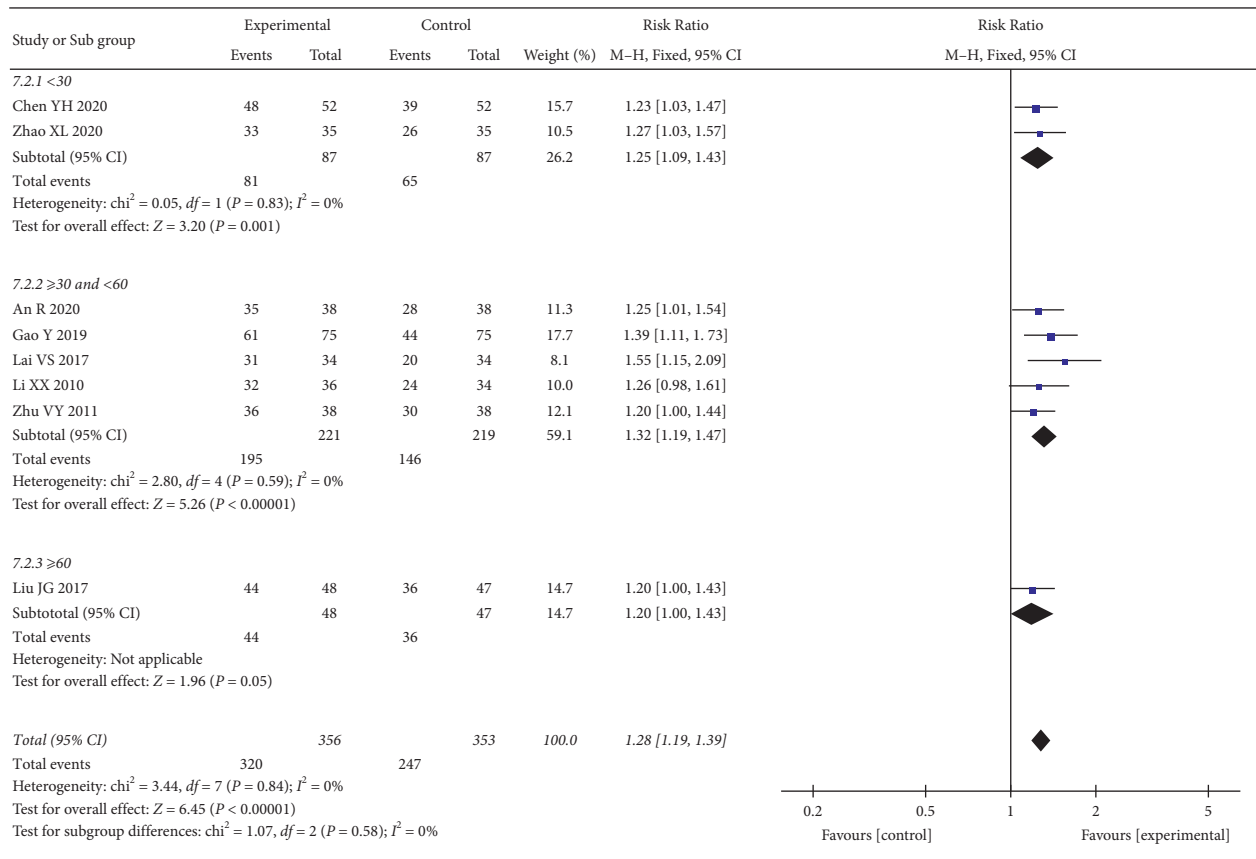 Study or Sub group Experimental Control Weight (%) Risk Ratio Risk Ratio
Events Total Events Total M–H, Fixed, 95% CI M–H, Fixed, 95% CI
7.2.1 <30
Chen YH 2020 48 52 39 52 15.7 1.23 [1.03, 1.47]
Zhao XL 2020 33 35 26 35 10.5 1.27 [1.03, 1.57]
Subtotal (95% CI) 87 87 26.2 1.25 [1.09, 1.43]
Total events 81 65
Heterogeneity: chi² = 0.05, df = 1 (P = 0.83); I² = 0%
Test for overall effect: Z = 3.20 (P = 0.001)
7.2.2 ⩾30 and <60
An R 2020 35 38 28 38 11.3 1.25 [1.01, 1.54]
Gao Y 2019 61 75 44 75 17.7 1.39 [1.11, 1.73]
Lai VS 2017 31 34 20 34 8.1 1.55 [1.15, 2.09]
Li XX 2010 32 36 24 34 10.0 1.26 [0.98, 1.61]
Zhu VY 2011 36 38 30 38 12.1 1.20 [1.00, 1.44]
Subtotal (95% CI) 221 219 59.1 1.32 [1.19, 1.47]
Total events 195 146
Heterogeneity: chi² = 2.80, df = 4 (P = 0.59); I² = 0%
Test for overall effect: Z = 5.26 (P < 0.00001)
7.2.3 ⩾60
Liu JG 2017 44 48 36 47 14.7 1.20 [1.00, 1.43]
Subtototal (95% CI) 48 47 14.7 1.20 [1.00, 1.43]
Total events 44 36
Heterogeneity: Not applicable
Test for overall effect: Z = 1.96 (P = 0.05)
Total (95% CI) 356 353 100.0 1.28 [1.19, 1.39]
Total events 320 247
Heterogeneity: chi² = 3.44, df = 7 (P = 0.84); I² = 0%
Test for overall effect: Z = 6.45 (P < 0.00001)
Test for subgroup differences: chi² = 1.07, df = 2 (P = 0.58); I² = 0%
0.2 0.5 1 2 5
Favours [control] Favours [experimental]